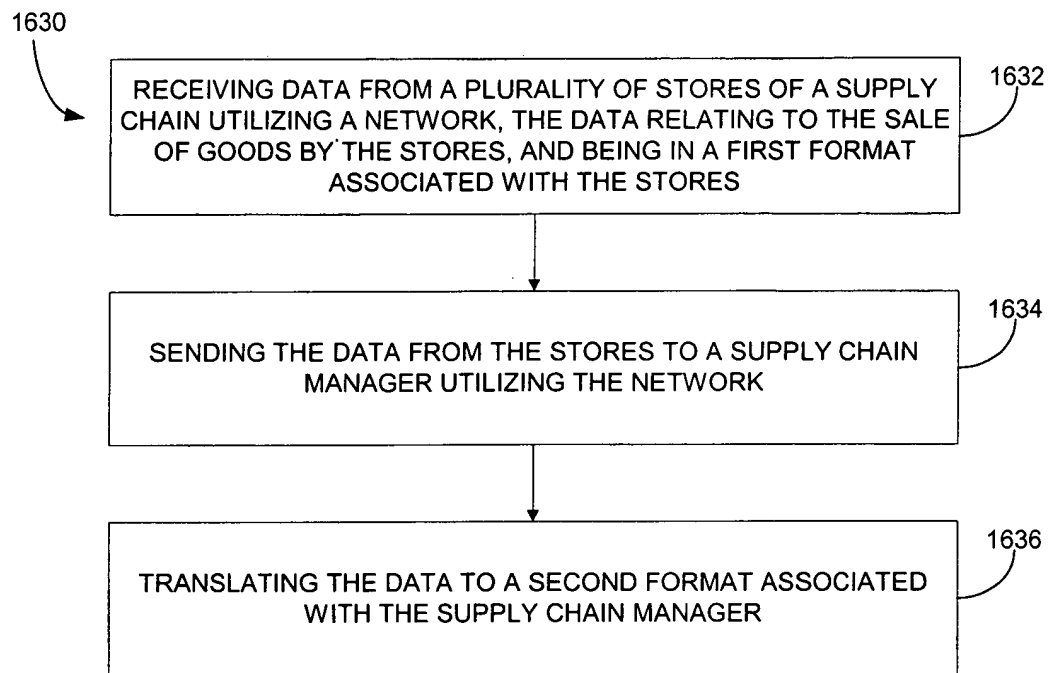 1630
RECEIVING DATA FROM A PLURALITY OF STORES OF A SUPPLY
CHAIN UTILIZING A NETWORK, THE DATA RELATING TO THE SALE
OF GOODS BY THE STORES, AND BEING IN A FIRST FORMAT
ASSOCIATED WITH THE STORES
1632
SENDING THE DATA FROM THE STORES TO A SUPPLY CHAIN
MANAGER UTILIZING THE NETWORK
1634
TRANSLATING THE DATA TO A SECOND FORMAT ASSOCIATED
WITH THE SUPPLY CHAIN MANAGER
1636